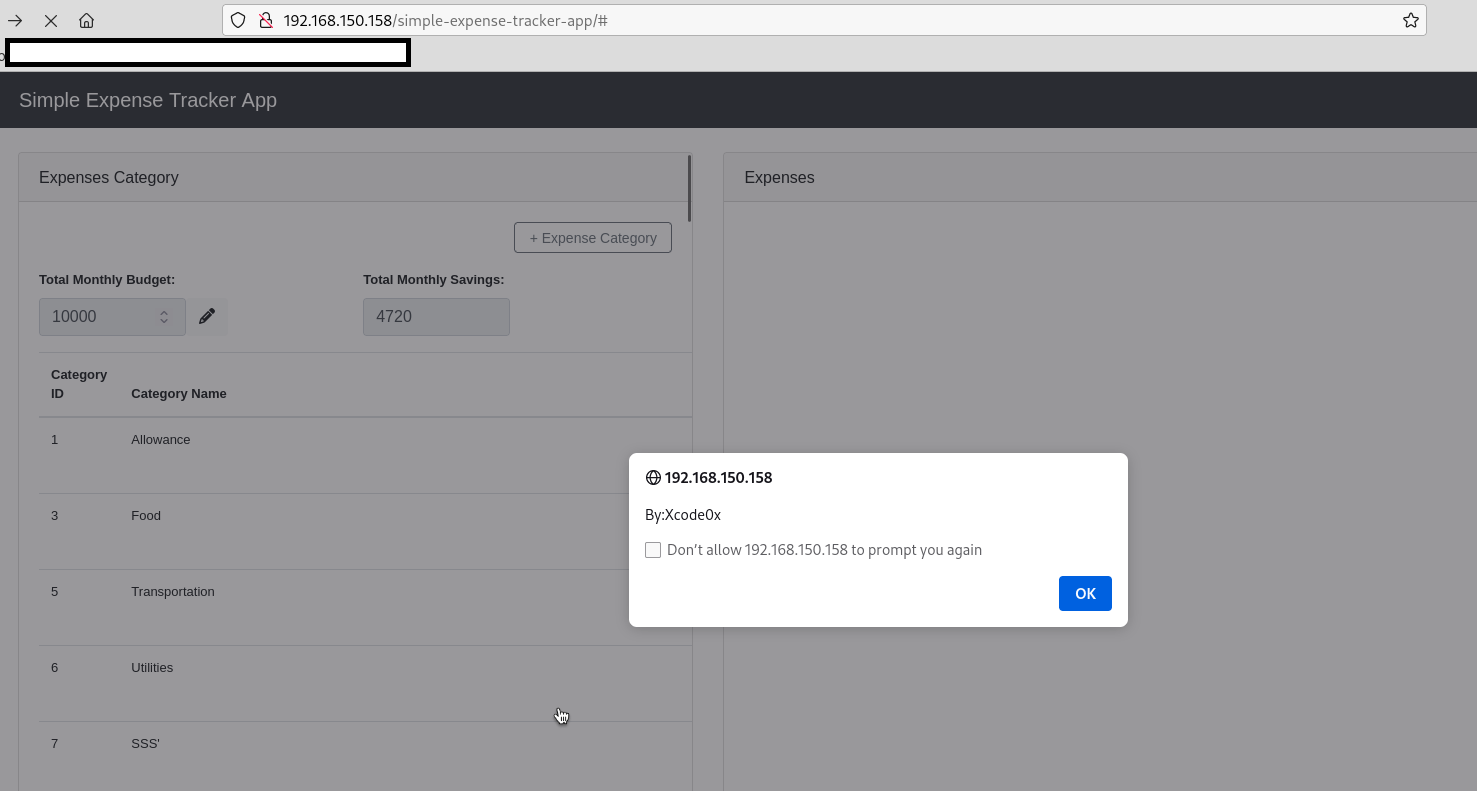 192.168.150.158/simple-expense-tracker-app/#
Simple Expense Tracker App
Expenses Category
+ Expense Category
Total Monthly Budget:
Total Monthly Savings:
10000
4720
Category ID
Category Name
1 Allowance
3 Food
5 Transportation
6 Utilities
7 SSS'
Expenses
192.168.150.158
By:Xcode0x
Don't allow 192.168.150.158 to prompt you again
OK